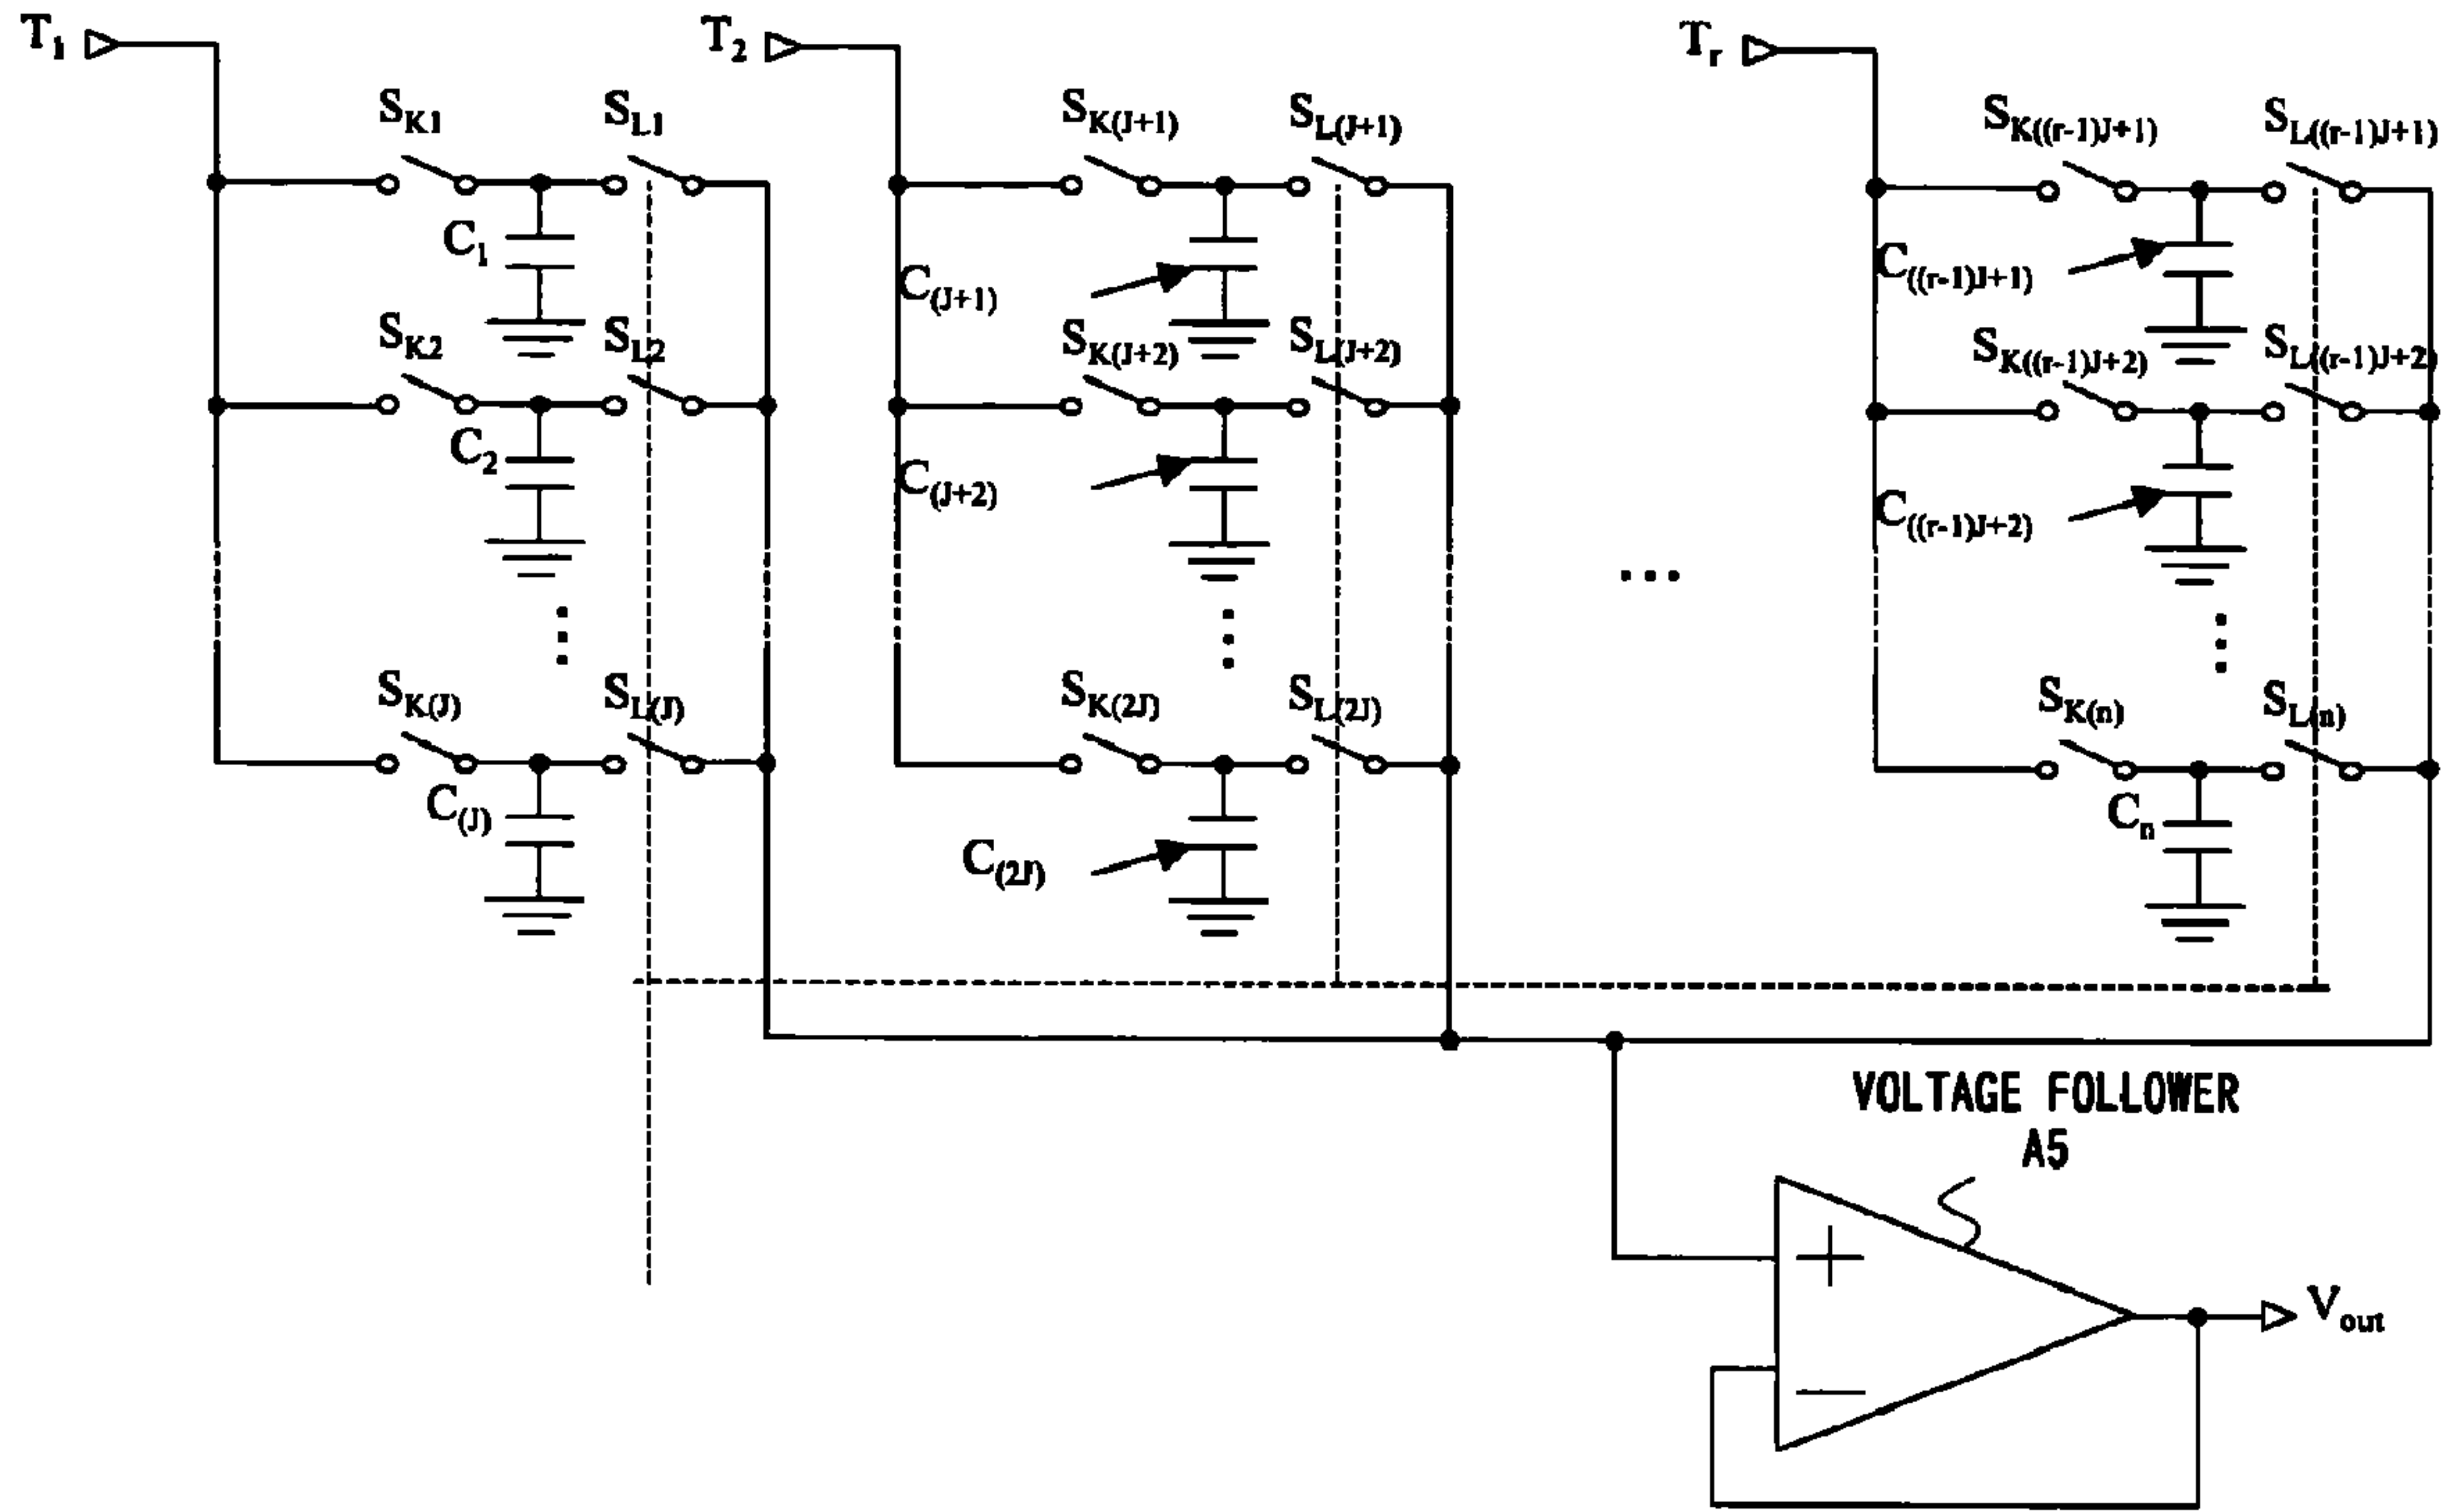 T1 T2 Tr
SK1 SL1 SK(J+1) SL(J+1) SK((r-1)J+1) SL((r-1)J+1)
C1 C(J+1) C((r-1)J+1)
SK2 SL2 SK(J+2) SL(J+2) SK((r-1)J+2) SL((r-1)J+2)
C2 C(J+2) C((r-1)J+2)
...
SK(J) SL(J) SK(2J) SL(2J) SK(n) SL(n)
C(J) C(2J) Cn
VOLTAGE FOLLOWER
A5
+
Vout
−